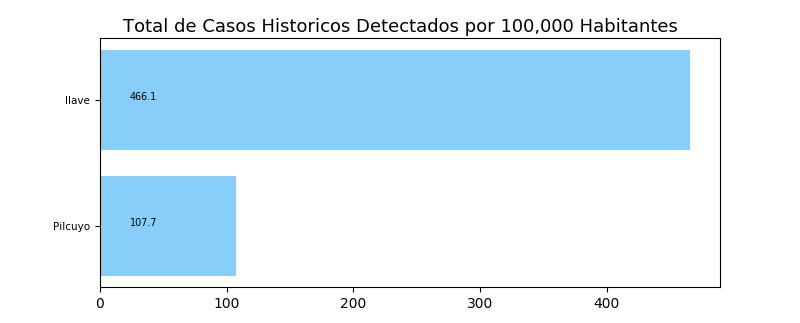 Total de Casos Historicos Detectados por 100,000 Habitantes
Ilave
466.1
Pilcuyo
107.7
0 100 200 300 400